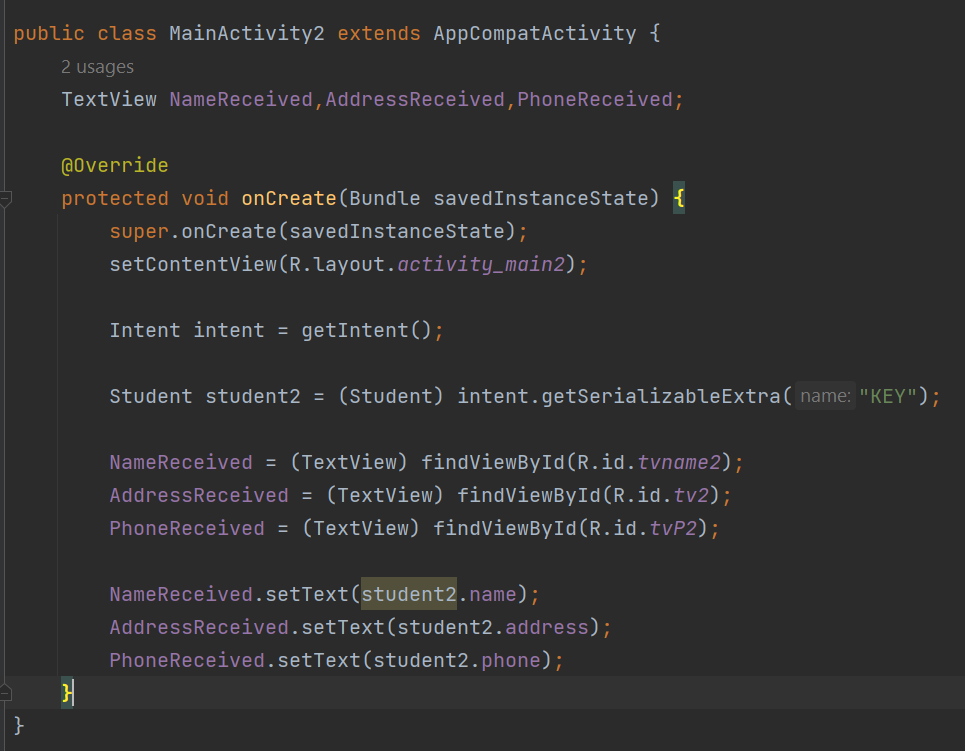 public class MainActivity2 extends AppCompatActivity {
2 usages
TextView NameReceived,AddressReceived,PhoneReceived;
@Override
protected void onCreate(Bundle savedInstanceState) {
super.onCreate(savedInstanceState);
setContentView(R.layout.activity_main2);
Intent intent = getIntent();
Student student2 = (Student) intent.getSerializableExtra( name: "KEY");
NameReceived = (TextView) findViewById(R.id.tvname2);
AddressReceived = (TextView) findViewById(R.id.tv2);
PhoneReceived = (TextView) findViewById(R.id.tvP2);
NameReceived.setText(student2.name);
AddressReceived.setText(student2.address);
PhoneReceived.setText(student2.phone);
}
}